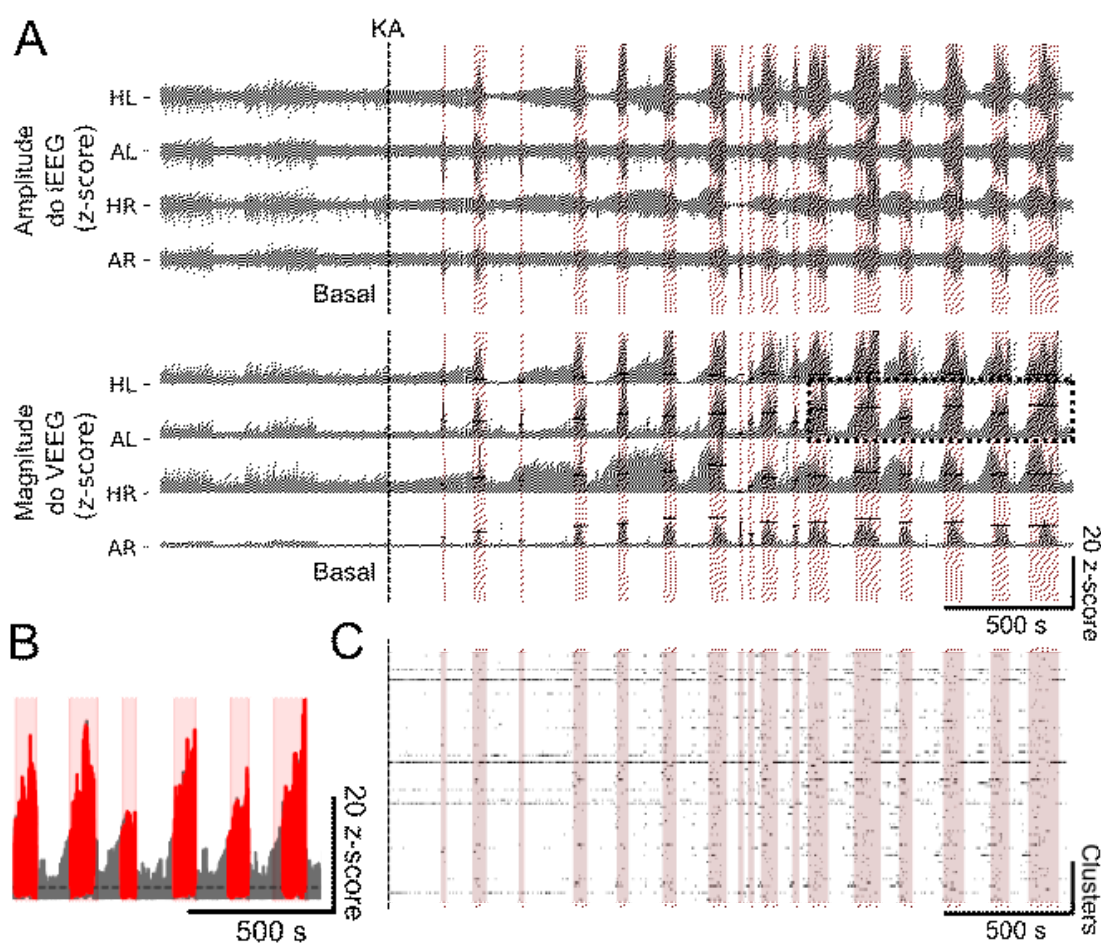 A
KA
Amplitude
do iEEG
(z-score)
HL
AL
HR
AR
Basal
Magnitude
do VEEG
(z-score)
HL
AL
HR
AR
Basal
20 z-score
500 s
B
20 z-score
500 s
C
Clusters
500 s